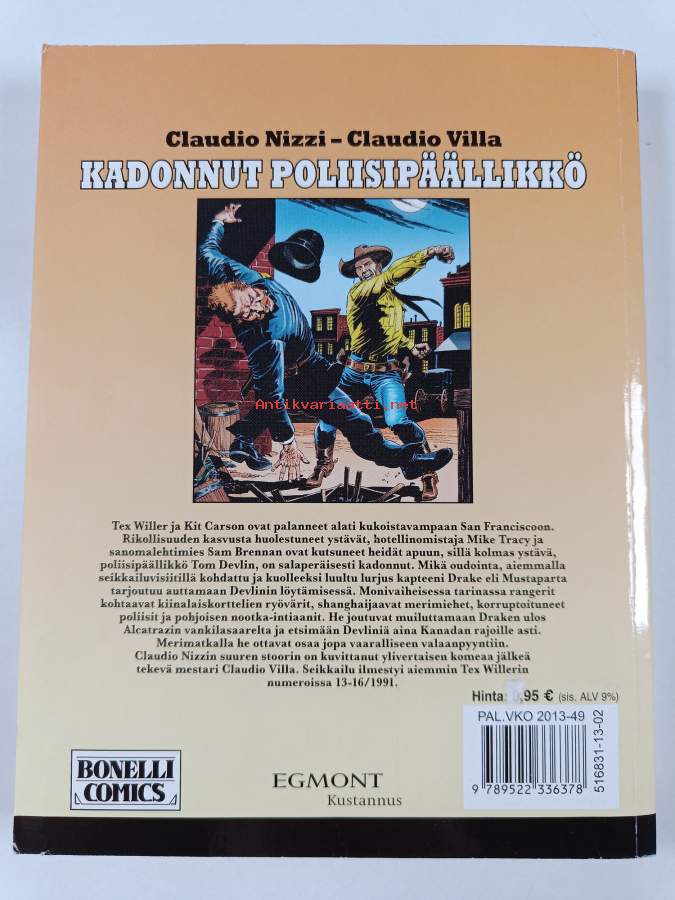 Claudio Nizzi – Claudio Villa
KADONNUT POLIISIPÄÄLLIKKÖ
Antikvariaatti.net
Tex Willer ja Kit Carson ovat palanneet alati kukoistavampaan San Franciscoon.
Rikollisuuden kasvusta huolestuneet ystävät, hotellinomistaja Mike Tracy ja
sanomalehtimies Sam Brennan ovat kutsuneet heidät apuun, sillä kolmas ystävä,
poliisipäällikkö Tom Devlin, on salaperäisesti kadonnut. Mikä oudointa, aiemmalla
seikkailuvisiitillä kohdattu ja kuolleeksi luultu lurjus kapteeni Drake eli Mustaparta
tarjoutuu auttamaan Devlinin löytämisessä. Monivaiheisessa tarinassa rangerit
kohtaavat kiinalaiskorttelien ryövärit, shanghaijaavat merimiehet, korruptoituneet
poliisit ja pohjoisen nootka-intiaanit. He joutuvat muiluttamaan Draken ulos
Alcatrazin vankilasaarelta ja etsimään Devliniä aina Kanadan rajoille asti.
Merimatkalla he ottavat osaa jopa vaaralliseen valaanpyyntiin.
Claudio Nizzin suuren stoorin on kuvittanut ylivertaisen komeaa jälkeä
tekevä mestari Claudio Villa. Seikkailu ilmestyi aiemmin Tex Willerin
numeroissa 13-16/1991.
Hinta: ,95 € (sis. ALV 9%)
PAL.VKO 2013-49
516831-13-02
9 789522 336378
BONELLI
COMICS
EGMONT
Kustannus